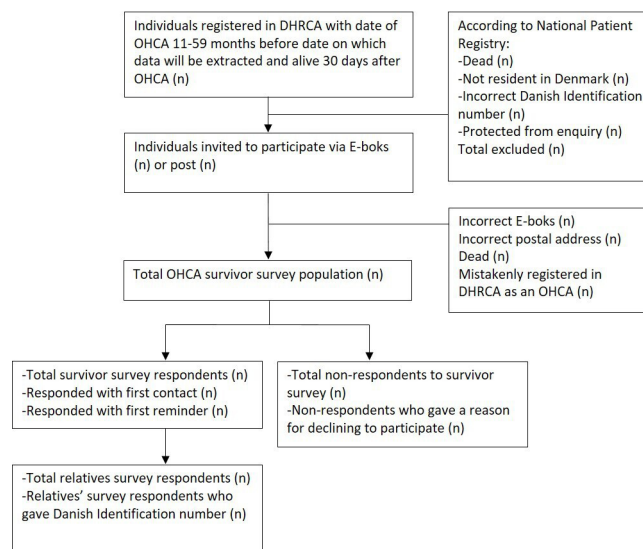 Individuals registered in DHRCA with date of
OHCA 11-59 months before date on which
data will be extracted and alive 30 days after
OHCA (n)
According to National Patient
Registry:
-Dead (n)
-Not resident in Denmark (n)
-Incorrect Danish Identification
number (n)
-Protected from enquiry (n)
Total excluded (n)
Individuals invited to participate via E-boks
(n) or post (n)
Incorrect E-boks (n)
Incorrect postal address (n)
Dead (n)
Mistakenly registered in
DHRCA as an OHCA (n)
Total OHCA survivor survey population (n)
-Total survivor survey respondents (n)
-Responded with first contact (n)
-Responded with first reminder (n)
-Total non-respondents to survivor
survey (n)
-Non-respondents who gave a reason
for declining to participate (n)
-Total relatives survey respondents (n)
-Relatives’ survey respondents who
gave Danish Identification number (n)